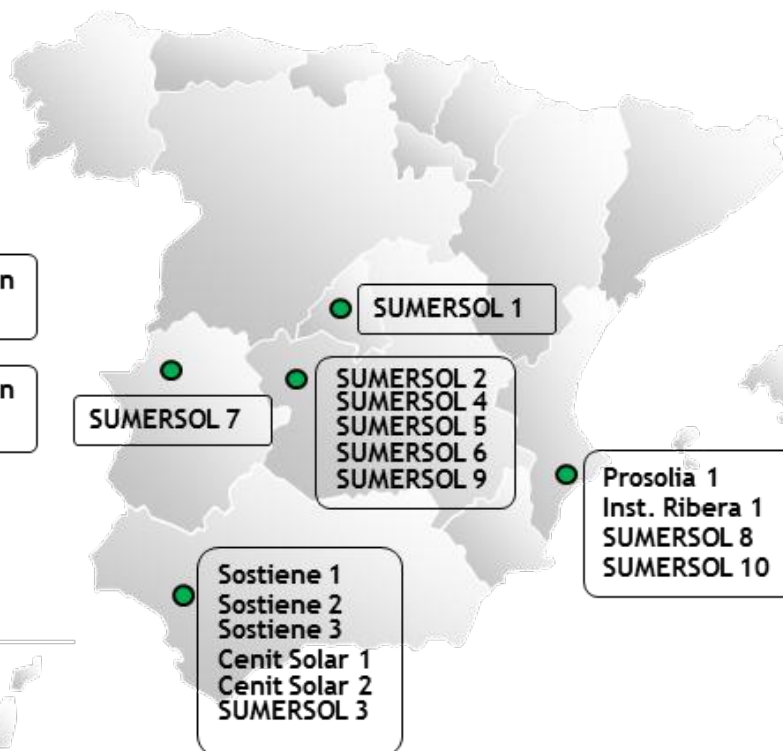 n
n
SUMERSOL 1
SUMERSOL 7
SUMERSOL 2
SUMERSOL 4
SUMERSOL 5
SUMERSOL 6
SUMERSOL 9
Prosolia 1
Inst. Ribera 1
SUMERSOL 8
SUMERSOL 10
Sostiene 1
Sostiene 2
Sostiene 3
Cenit Solar 1
Cenit Solar 2
SUMERSOL 3